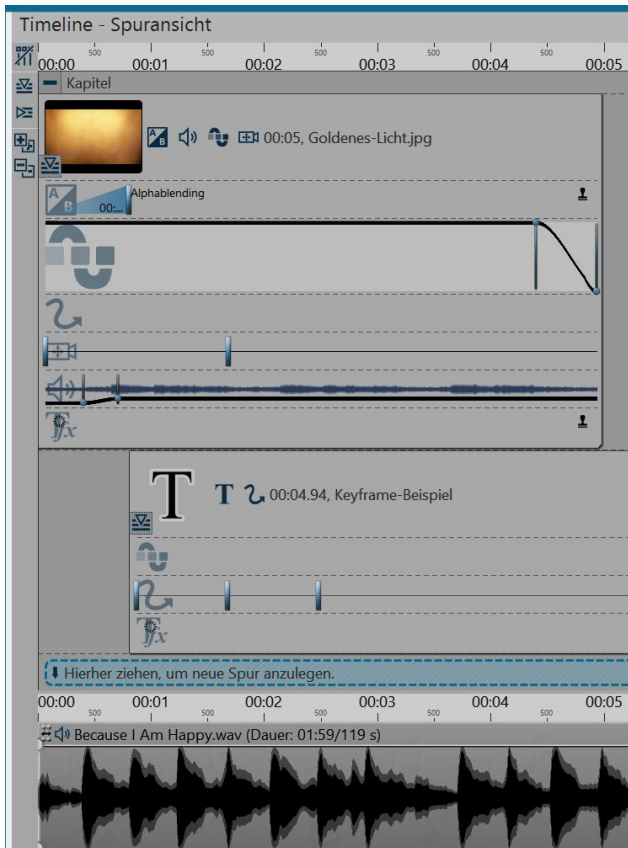 Timeline - Spuransicht
500 500 500 500 500
00:00 00:01 00:02 00:03 00:04 00:05
Kapitel
A B 00:05, Goldenes-Licht.jpg
A B 00:... Alphablending
fx
T T 00:04.94, Keyframe-Beispiel
fx
Hierher ziehen, um neue Spur anzulegen.
00:00 00:01 00:02 00:03 00:04 00:05
500 500 500 500 500
Because I Am Happy.wav (Dauer: 01:59/119 s)